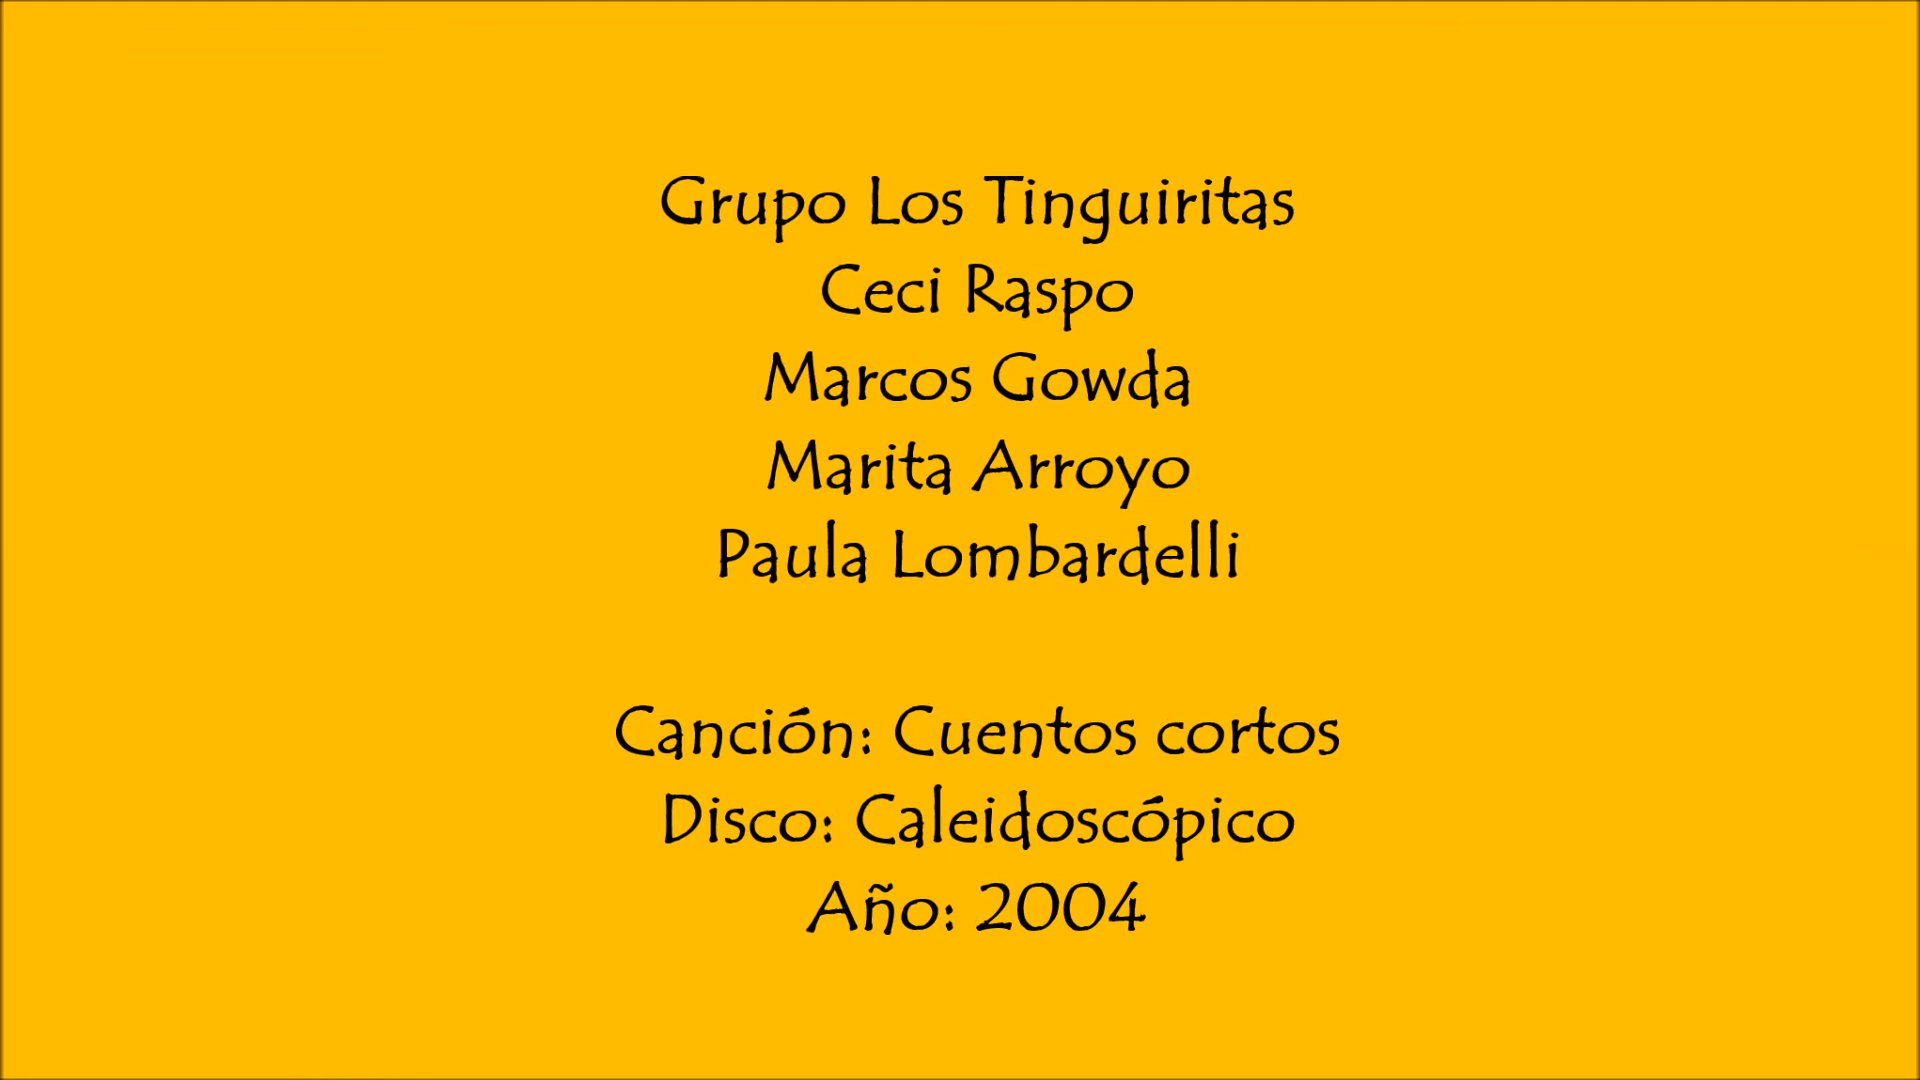 Grupo Los Tinguiritas
Ceci Raspo
Marcos Gowda
Marita Arroyo
Paula Lombardelli
Canción: Cuentos cortos
Disco: Caleidoscópico
Año: 2004